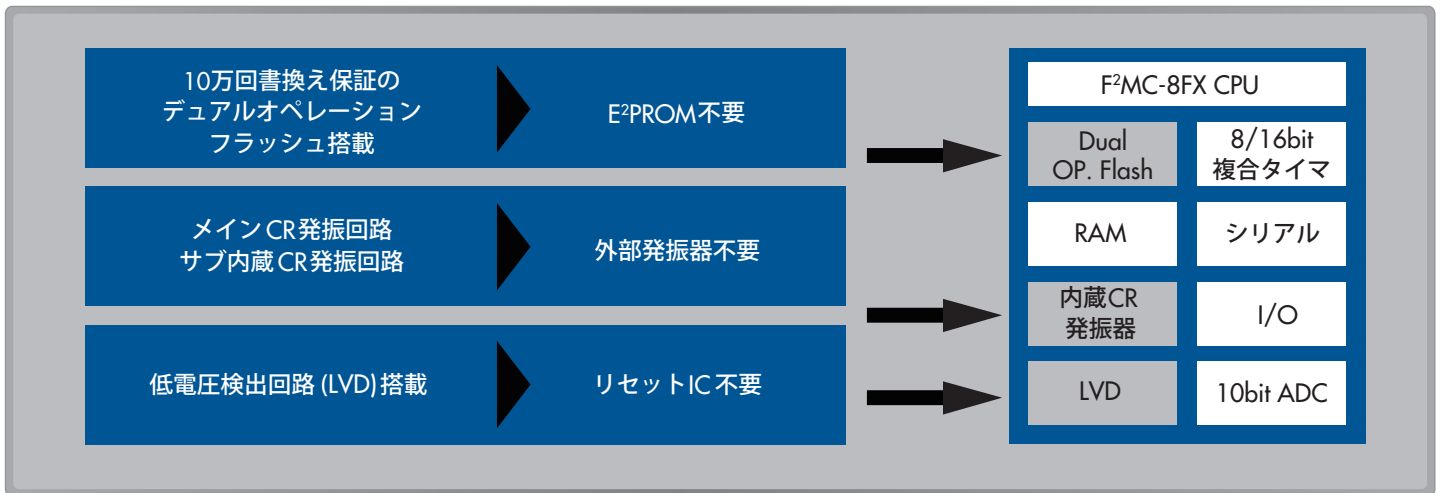 10万回書換え保証の
デュアルオペレーション
フラッシュ搭載
E²PROM不要
メインCR発振回路
サブ内蔵CR発振回路
外部発振器不要
低電圧検出回路 (LVD)搭載
リセットIC不要
F²MC-8FX CPU
Dual
OP. Flash
8/16bit
複合タイマ
RAM
シリアル
内蔵CR
発振器
I/O
LVD
10bit ADC